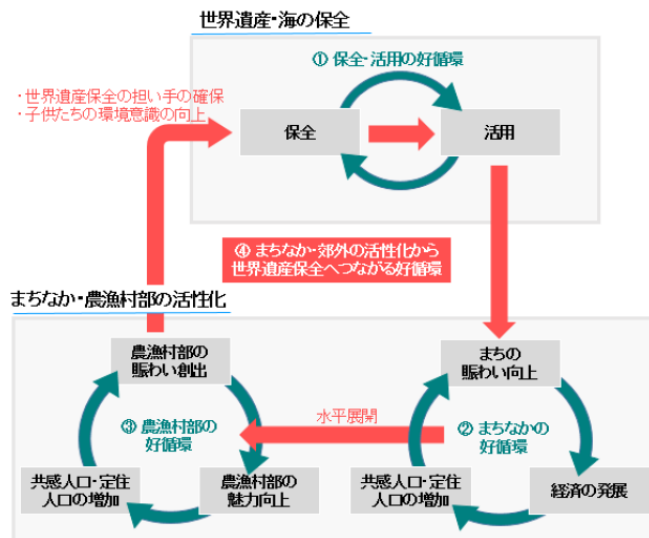 世界遺産・海の保全
① 保全・活用の好循環
・世界遺産保全の担い手の確保
・子供たちの環境意識の向上
保全
活用
④ まちなか・郊外の活性化から
世界遺産保全へつながる好循環
まちなか・農漁村部の活性化
農漁村部の
賑わい創出
まちの
賑わい向上
③ 農漁村部の
好循環
水平展開
② まちなかの
好循環
共感人口・定住
人口の増加
農漁村部の
魅力向上
共感人口・定住
人口の増加
経済の発展